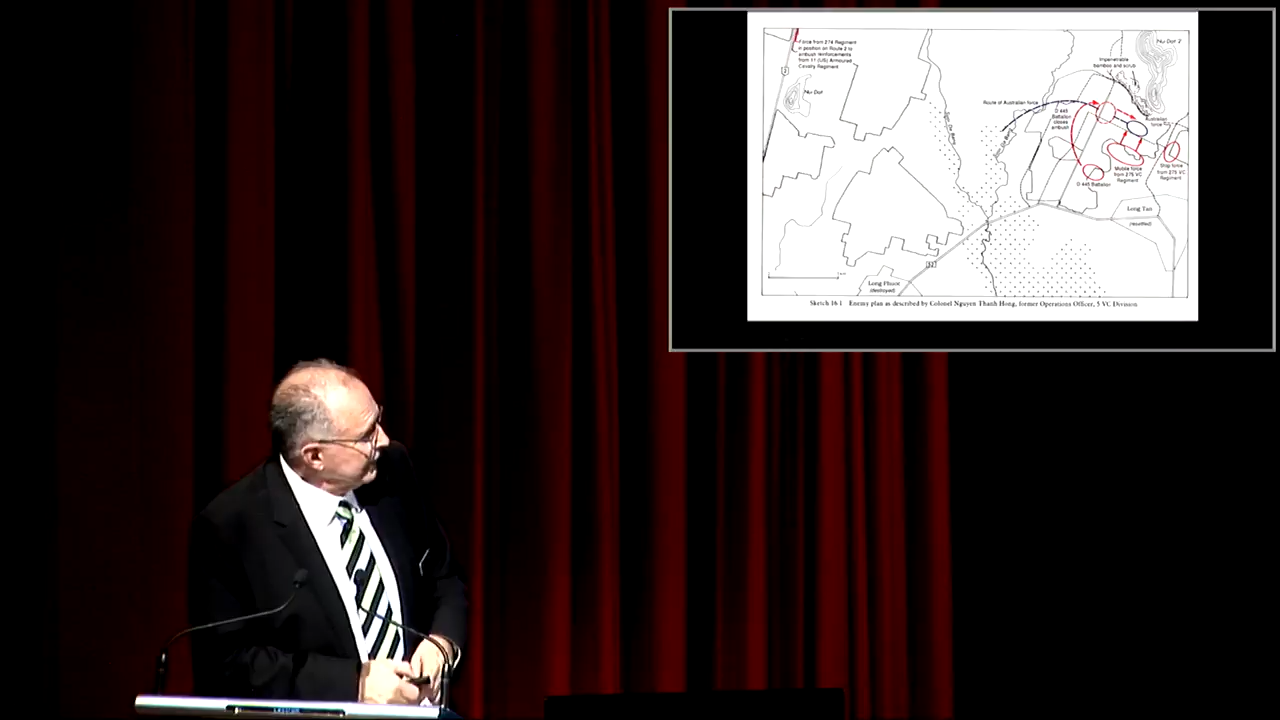 Force from 274 Regiment
in position on Route 2 to
ambush reinforcements
from 11 (US) Armoured
Cavalry Regiment
2
Nui Dat
Nui Dat 2
Impenetrable
bamboo and scrub
Route of Australian force
D 445
Battalion
closes
ambush
Australian
force
Mobile force
from 275 VC
Regiment
Stop force
from 275 VC
Regiment
D 445 Battalion
Long Tan
(resettled)
52
Long Phuoc
(destroyed)
Sketch 16.1 Enemy plan as described by Colonel Nguyen Thanh Hong, former Operations Officer, 5 VC Division